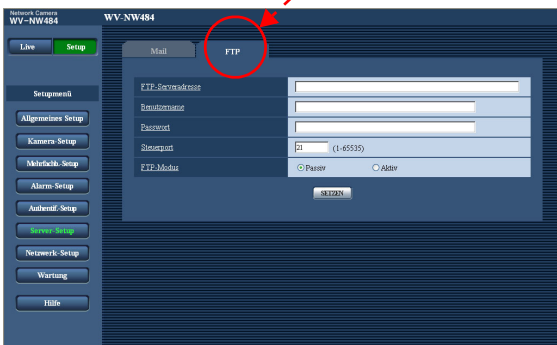 Network Camera
WV-NW484
WV-NW484
Live
Setup
Setupmenü
Allgemeines Setup
Kamera-Setup
Mehrfachb.-Setup
Alarm-Setup
Authentif.-Setup
Server-Setup
Netzwerk-Setup
Wartung
Hilfe
Mail
FTP
FTP-Serveradresse
Benutzername
Passwort
Steuerport
21 (1-65535)
FTP-Modus
Passiv
Aktiv
SETZEN